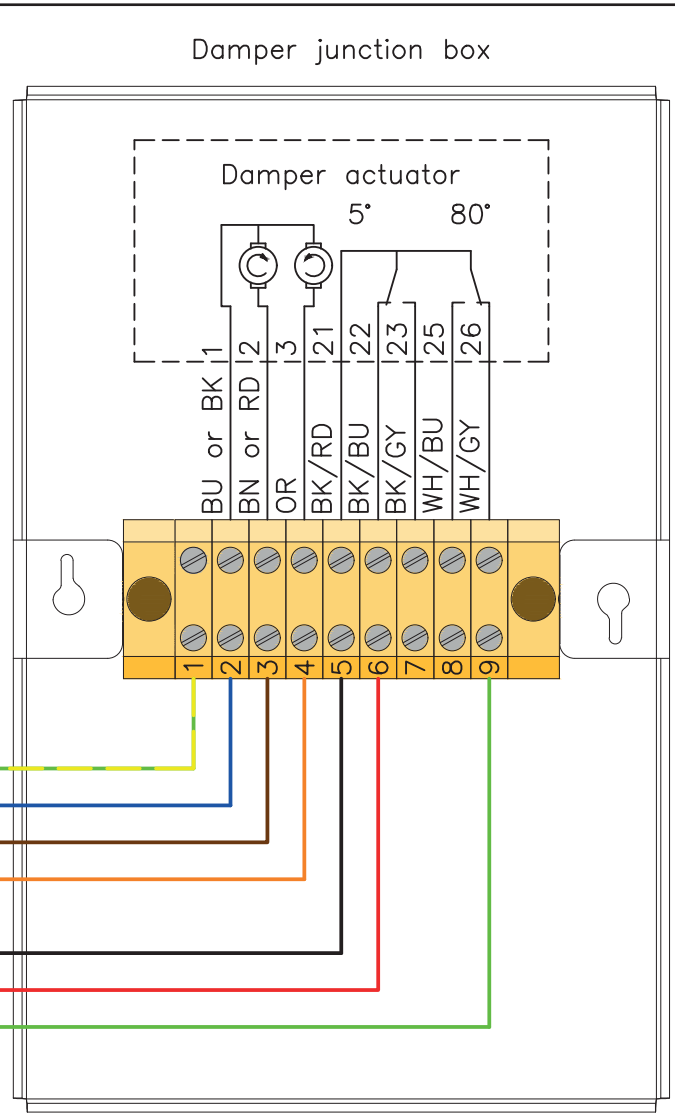 Damper junction box
Damper actuator
5° 80°
1 2 3 21 22 23 25 26
BU or BK
BN or RD
OR
BK/RD
BK/BU
BK/GY
WH/BU
WH/GY
1 2 3 4 5 6 7 8 9